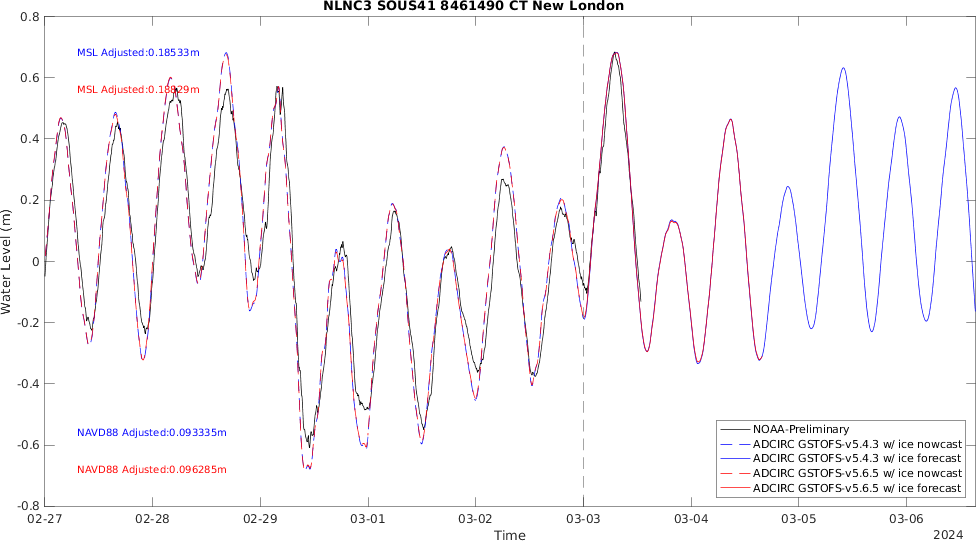 NLNC3 SOUS41 8461490 CT New London
0.8
0.6
0.4
0.2
0
-0.2
-0.4
-0.6
-0.8
Water Level (m)
MSL Adjusted:0.18533m
MSL Adjusted:0.18829m
NAVD88 Adjusted:0.093335m
NAVD88 Adjusted:0.096285m
NOAA-Preliminary
ADCIRC GSTOFS-v5.4.3 w/ ice nowcast
ADCIRC GSTOFS-v5.4.3 w/ ice forecast
ADCIRC GSTOFS-v5.6.5 w/ ice nowcast
ADCIRC GSTOFS-v5.6.5 w/ ice forecast
02-27 02-28 02-29 03-01 03-02 03-03 03-04 03-05 03-06
Time
2024